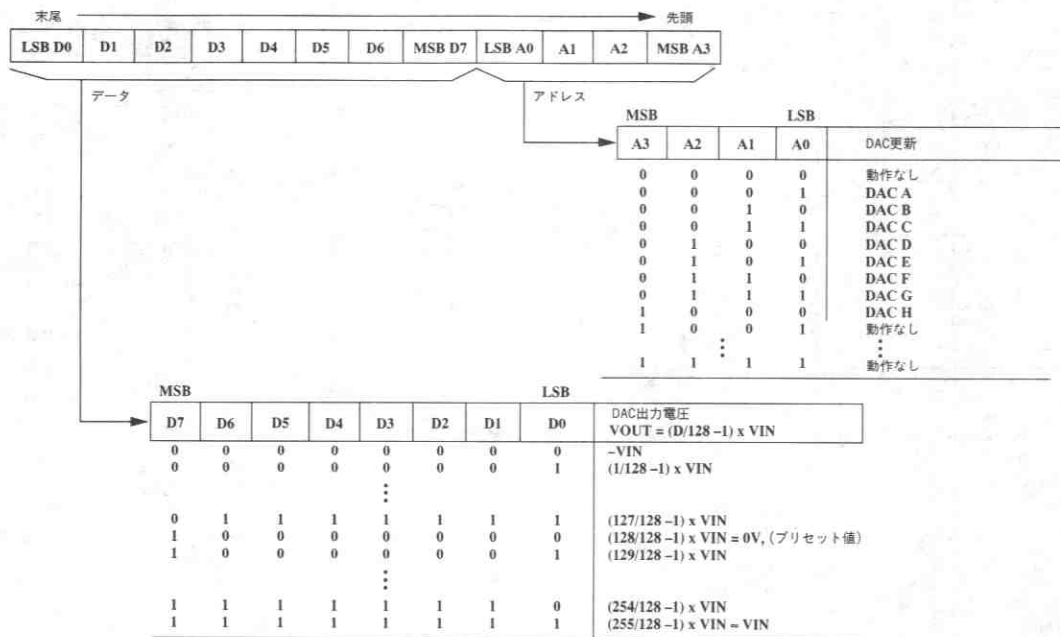 末尾 先頭
LSB D0 D1 D2 D3 D4 D5 D6 MSB D7 LSB A0 A1 A2 MSB A3
データ アドレス
MSB LSB
A3 A2 A1 A0 DAC更新
0 0 0 0 動作なし
0 0 0 1 DAC A
0 0 1 0 DAC B
0 0 1 1 DAC C
0 1 0 0 DAC D
0 1 0 1 DAC E
0 1 1 0 DAC F
0 1 1 1 DAC G
1 0 0 0 DAC H
1 0 0 1 動作なし
⋮ ⋮
1 1 1 1 動作なし
MSB LSB
D7 D6 D5 D4 D3 D2 D1 D0 DAC出力電圧
VOUT = (D/128 –1) x VIN
0 0 0 0 0 0 0 0 –VIN
0 0 0 0 0 0 0 1 (1/128 –1) x VIN
⋮
0 1 1 1 1 1 1 1 (127/128 –1) x VIN
1 0 0 0 0 0 0 0 (128/128 –1) x VIN = 0V, (プリセット値)
1 0 0 0 0 0 0 1 (129/128 –1) x VIN
⋮
1 1 1 1 1 1 1 0 (254/128 –1) x VIN
1 1 1 1 1 1 1 1 (255/128 –1) x VIN ≈ VIN